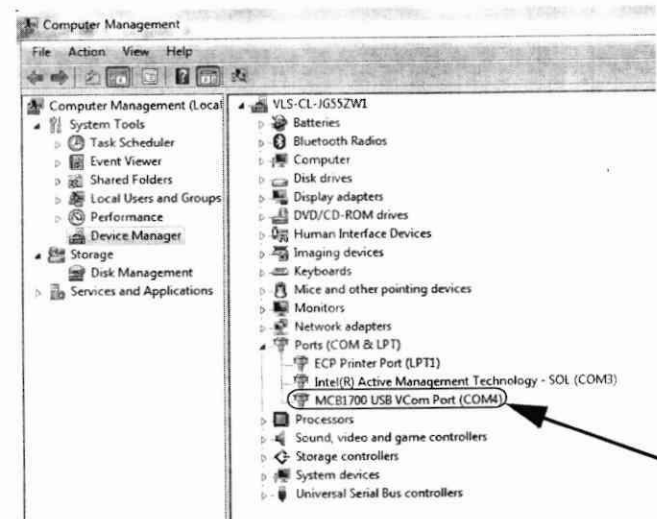 Computer Management
File Action View Help
Computer Management (Local
System Tools
Task Scheduler
Event Viewer
Shared Folders
Local Users and Groups
Performance
Device Manager
Storage
Disk Management
Services and Applications
VLS-CL-JG55ZW1
Batteries
Bluetooth Radios
Computer
Disk drives
Display adapters
DVD/CD-ROM drives
Human Interface Devices
Imaging devices
Keyboards
Mice and other pointing devices
Monitors
Network adapters
Ports (COM & LPT)
ECP Printer Port (LPT1)
Intel(R) Active Management Technology - SOL (COM3)
MCB1700 USB VCom Port (COM4)
Processors
Sound, video and game controllers
Storage controllers
System devices
Universal Serial Bus controllers